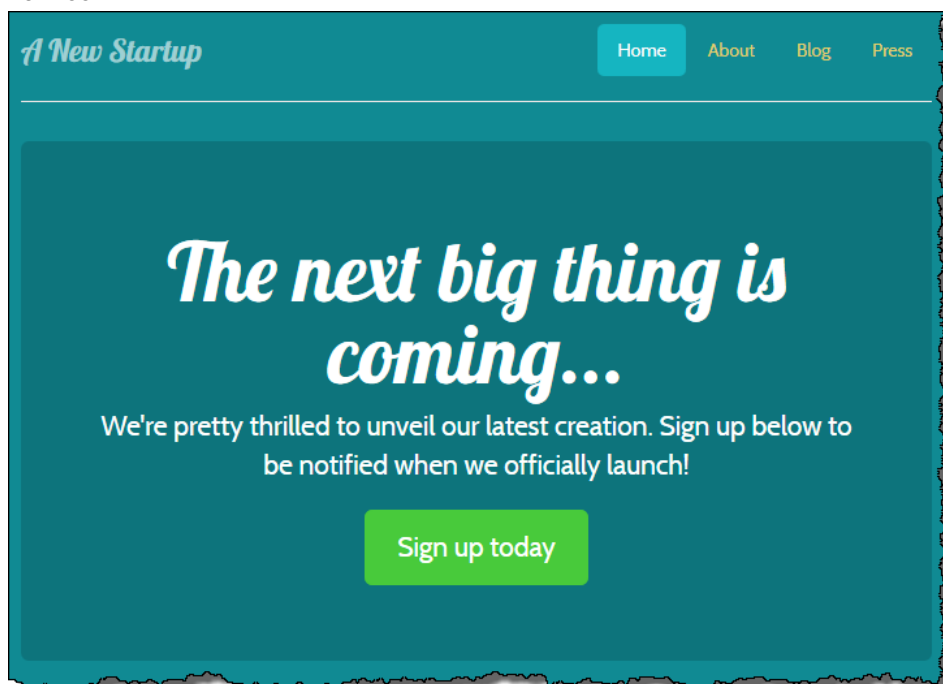 A New Startup
Home About Blog Press
The next big thing is
coming...
We're pretty thrilled to unveil our latest creation. Sign up below to
be notified when we officially launch!
Sign up today